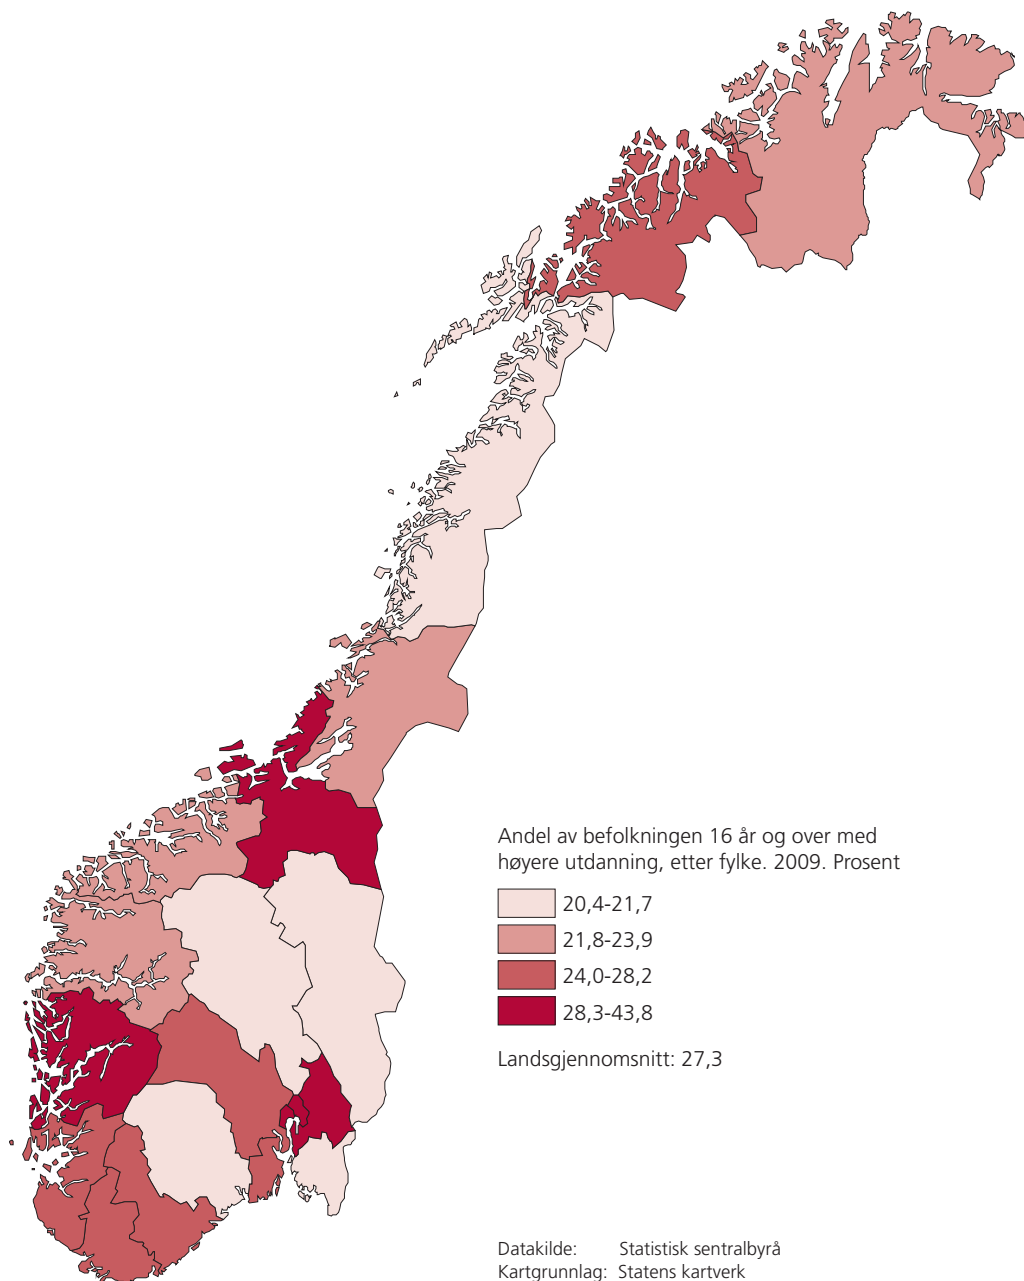 Andel av befolkningen 16 år og over med
høyere utdanning, etter fylke. 2009. Prosent
20,4-21,7
21,8-23,9
24,0-28,2
28,3-43,8
Landsgjennomsnitt: 27,3
Datakilde: Statistisk sentralbyrå
Kartgrunnlag: Statens kartverk